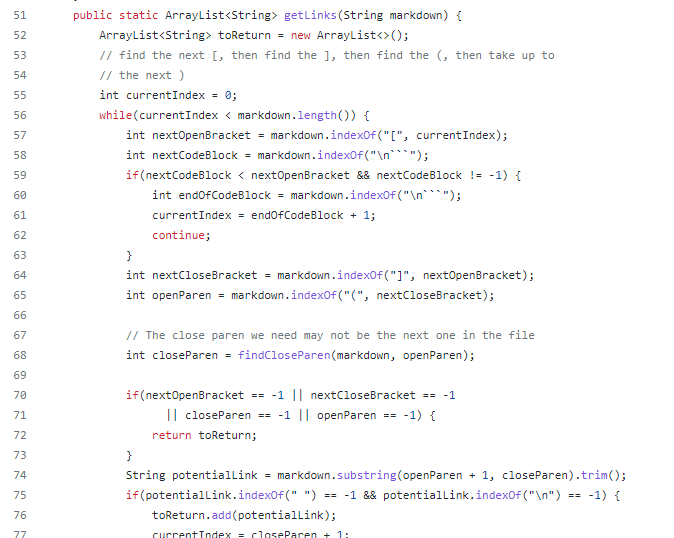 51 public static ArrayList<String> getLinks(String markdown) {
52 ArrayList<String> toReturn = new ArrayList<>();
53 // find the next [, then find the ], then find the (, then take up to
54 // the next )
55 int currentIndex = 0;
56 while(currentIndex < markdown.length()) {
57 int nextOpenBracket = markdown.indexOf("[", currentIndex);
58 int nextCodeBlock = markdown.indexOf("\n```");
59 if(nextCodeBlock < nextOpenBracket && nextCodeBlock != -1) {
60 int endOfCodeBlock = markdown.indexOf("\n```");
61 currentIndex = endOfCodeBlock + 1;
62 continue;
63 }
64 int nextCloseBracket = markdown.indexOf("]", nextOpenBracket);
65 int openParen = markdown.indexOf("(", nextCloseBracket);
66
67 // The close paren we need may not be the next one in the file
68 int closeParen = findCloseParen(markdown, openParen);
69
70 if(nextOpenBracket == -1 || nextCloseBracket == -1
71 || closeParen == -1 || openParen == -1) {
72 return toReturn;
73 }
74 String potentialLink = markdown.substring(openParen + 1, closeParen).trim();
75 if(potentialLink.indexOf(" ") == -1 && potentialLink.indexOf("\n") == -1) {
76 toReturn.add(potentialLink);
77 currentIndex = closeParen + 1;